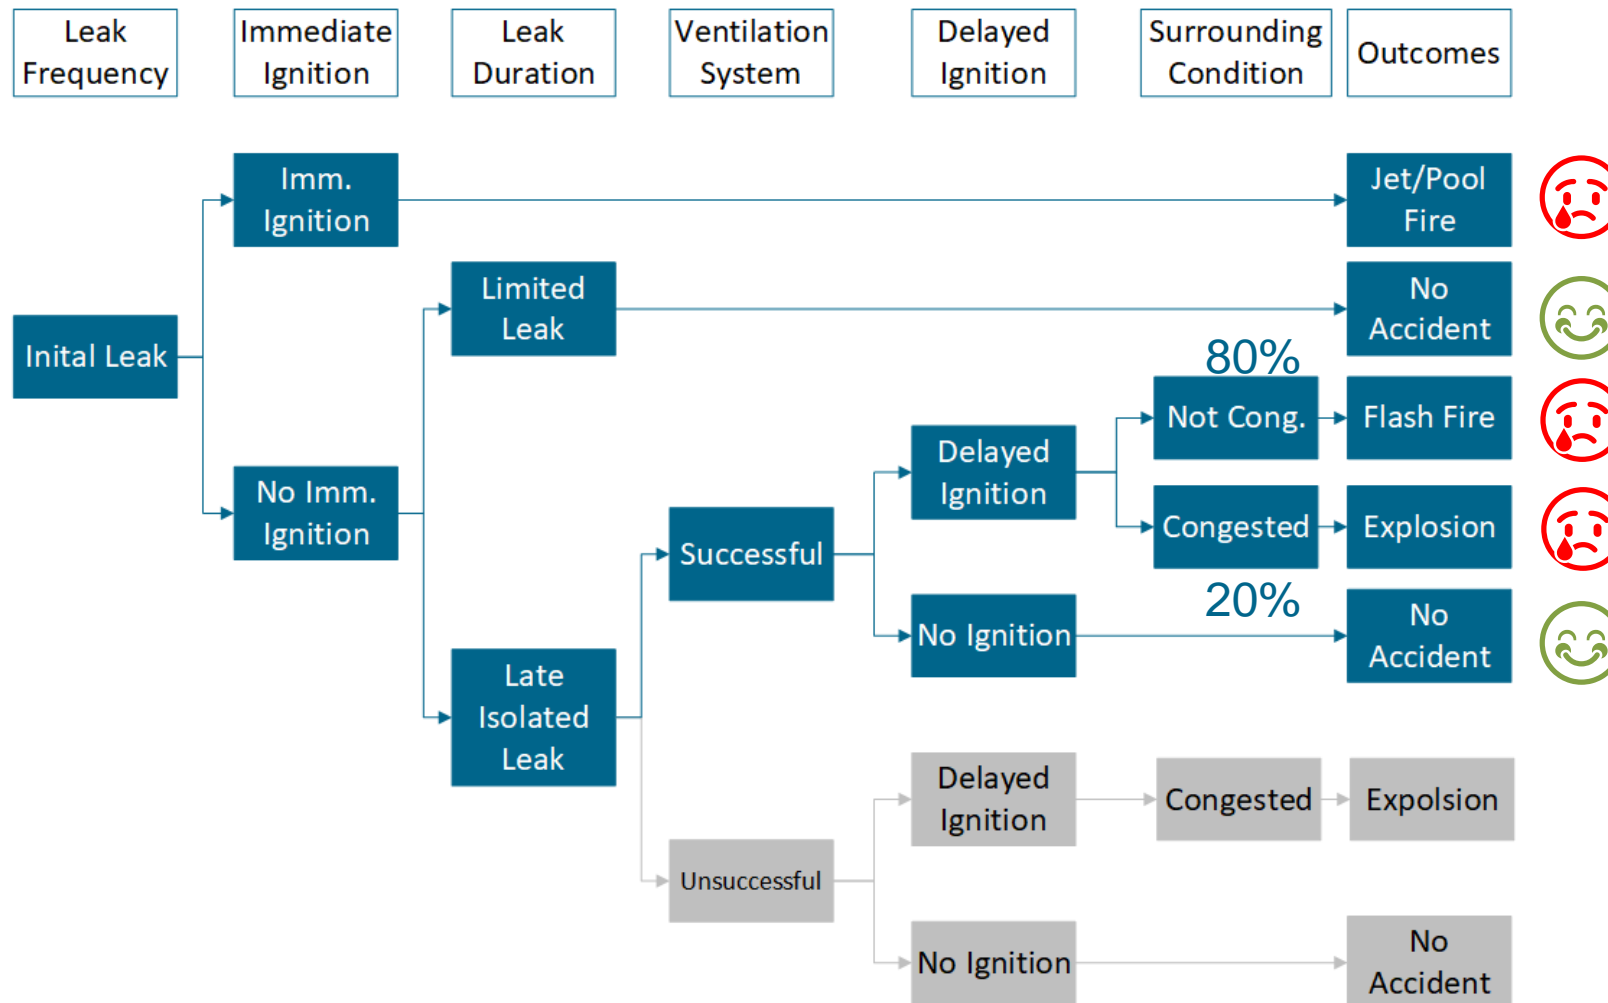 Leak
Frequency
Immediate
Ignition
Leak
Duration
Ventilation
System
Delayed
Ignition
Surrounding
Condition
Outcomes
Imm.
Ignition
Jet/Pool
Fire
Limited
Leak
No
Accident
Inital Leak
80%
Not Cong.
Flash Fire
Delayed
Ignition
No Imm.
Ignition
Successful
Congested
Explosion
20%
No Ignition
No
Accident
Late
Isolated
Leak
Delayed
Ignition
Congested
Expolsion
Unsuccessful
No Ignition
No
Accident